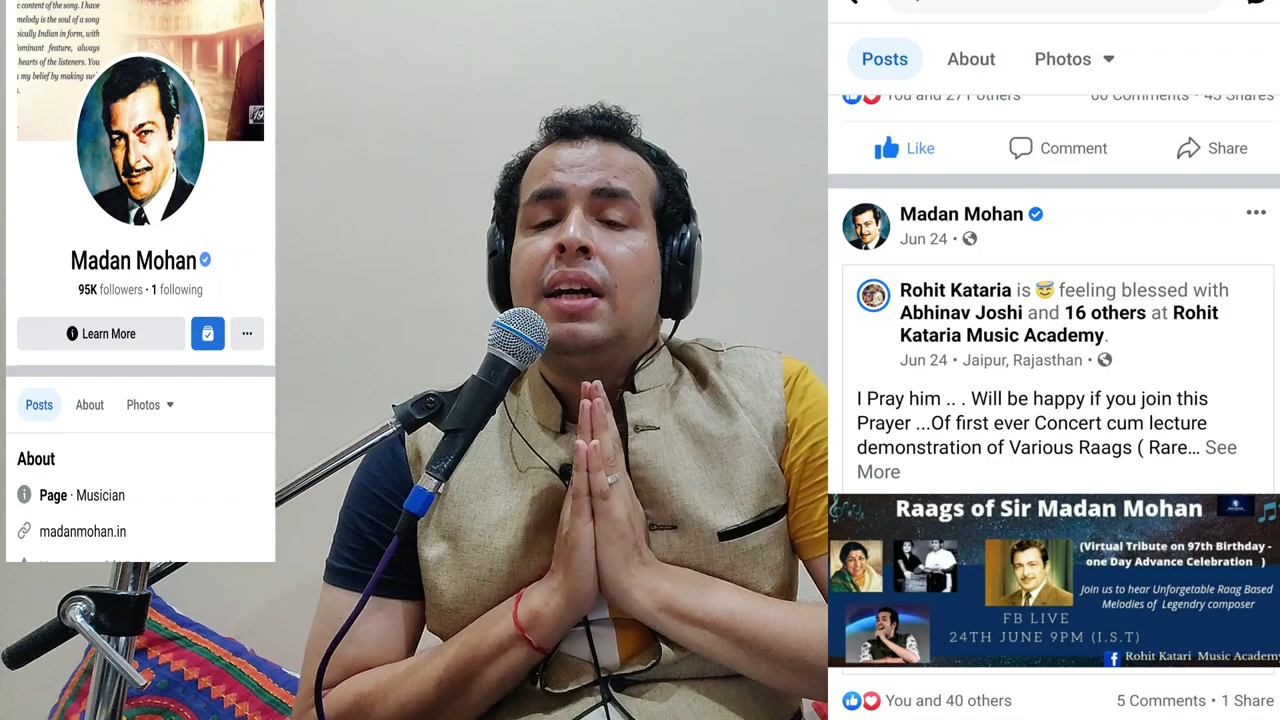 c content of the song. I have
melody is the soul of a song
pically Indian in form, with
ominant feature, always
hearts of the listeners. You
my belief by making suc
Madan Mohan
95K followers • 1 following
Learn More
Posts About Photos
About
Page · Musician
madanmohan.in
Posts About Photos
You and 271 others 60 Comments • 43 Shares
Like Comment Share
Madan Mohan
Jun 24 •
Rohit Kataria is 😇 feeling blessed with
Abhinav Joshi and 16 others at Rohit
Kataria Music Academy.
Jun 24 • Jaipur, Rajasthan •
I Pray him .. . Will be happy if you join this
Prayer ...Of first ever Concert cum lecture
demonstration of Various Raags ( Rare... See
More
Raags of Sir Madan Mohan
(Virtual Tribute on 97th Birthday -
one Day Advance Celebration )
Join us to hear Unforgetable Raag Based
Melodies of Legendry composer
FB LIVE
24TH JUNE 9PM (I.S.T)
Rohit Katari Music Academy
You and 40 others 5 Comments • 1 Share